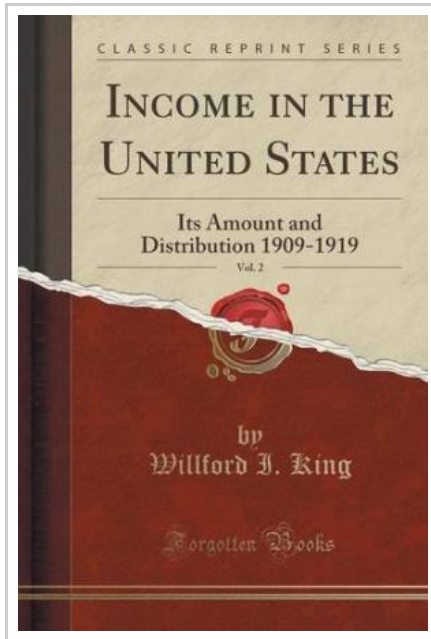 CLASSIC REPRINT SERIES
INCOME IN THE
UNITED STATES
Its Amount and
Distribution 1909-1919
Vol. 2
by
Willford I. King
Forgotten Books